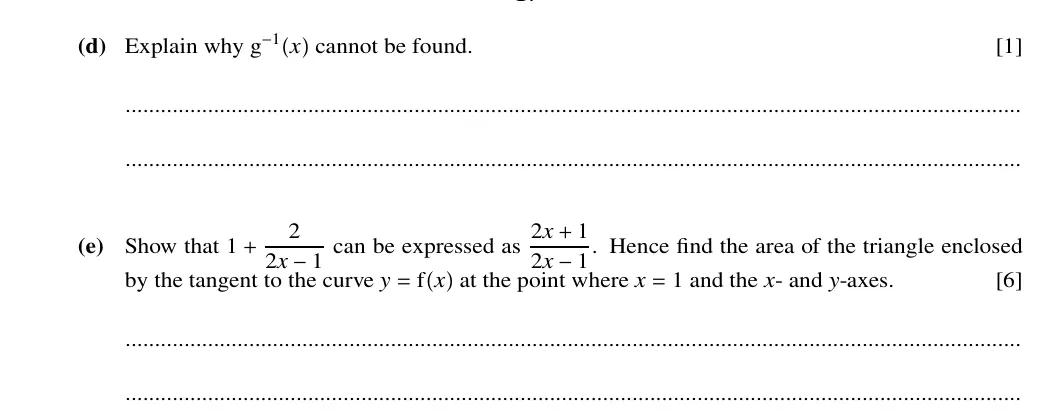 (d) Explain why g⁻¹(x) cannot be found. [1]
(e) Show that 1 + 2/(2x − 1) can be expressed as (2x + 1)/(2x − 1). Hence find the area of the triangle enclosed
by the tangent to the curve y = f(x) at the point where x = 1 and the x- and y-axes. [6]